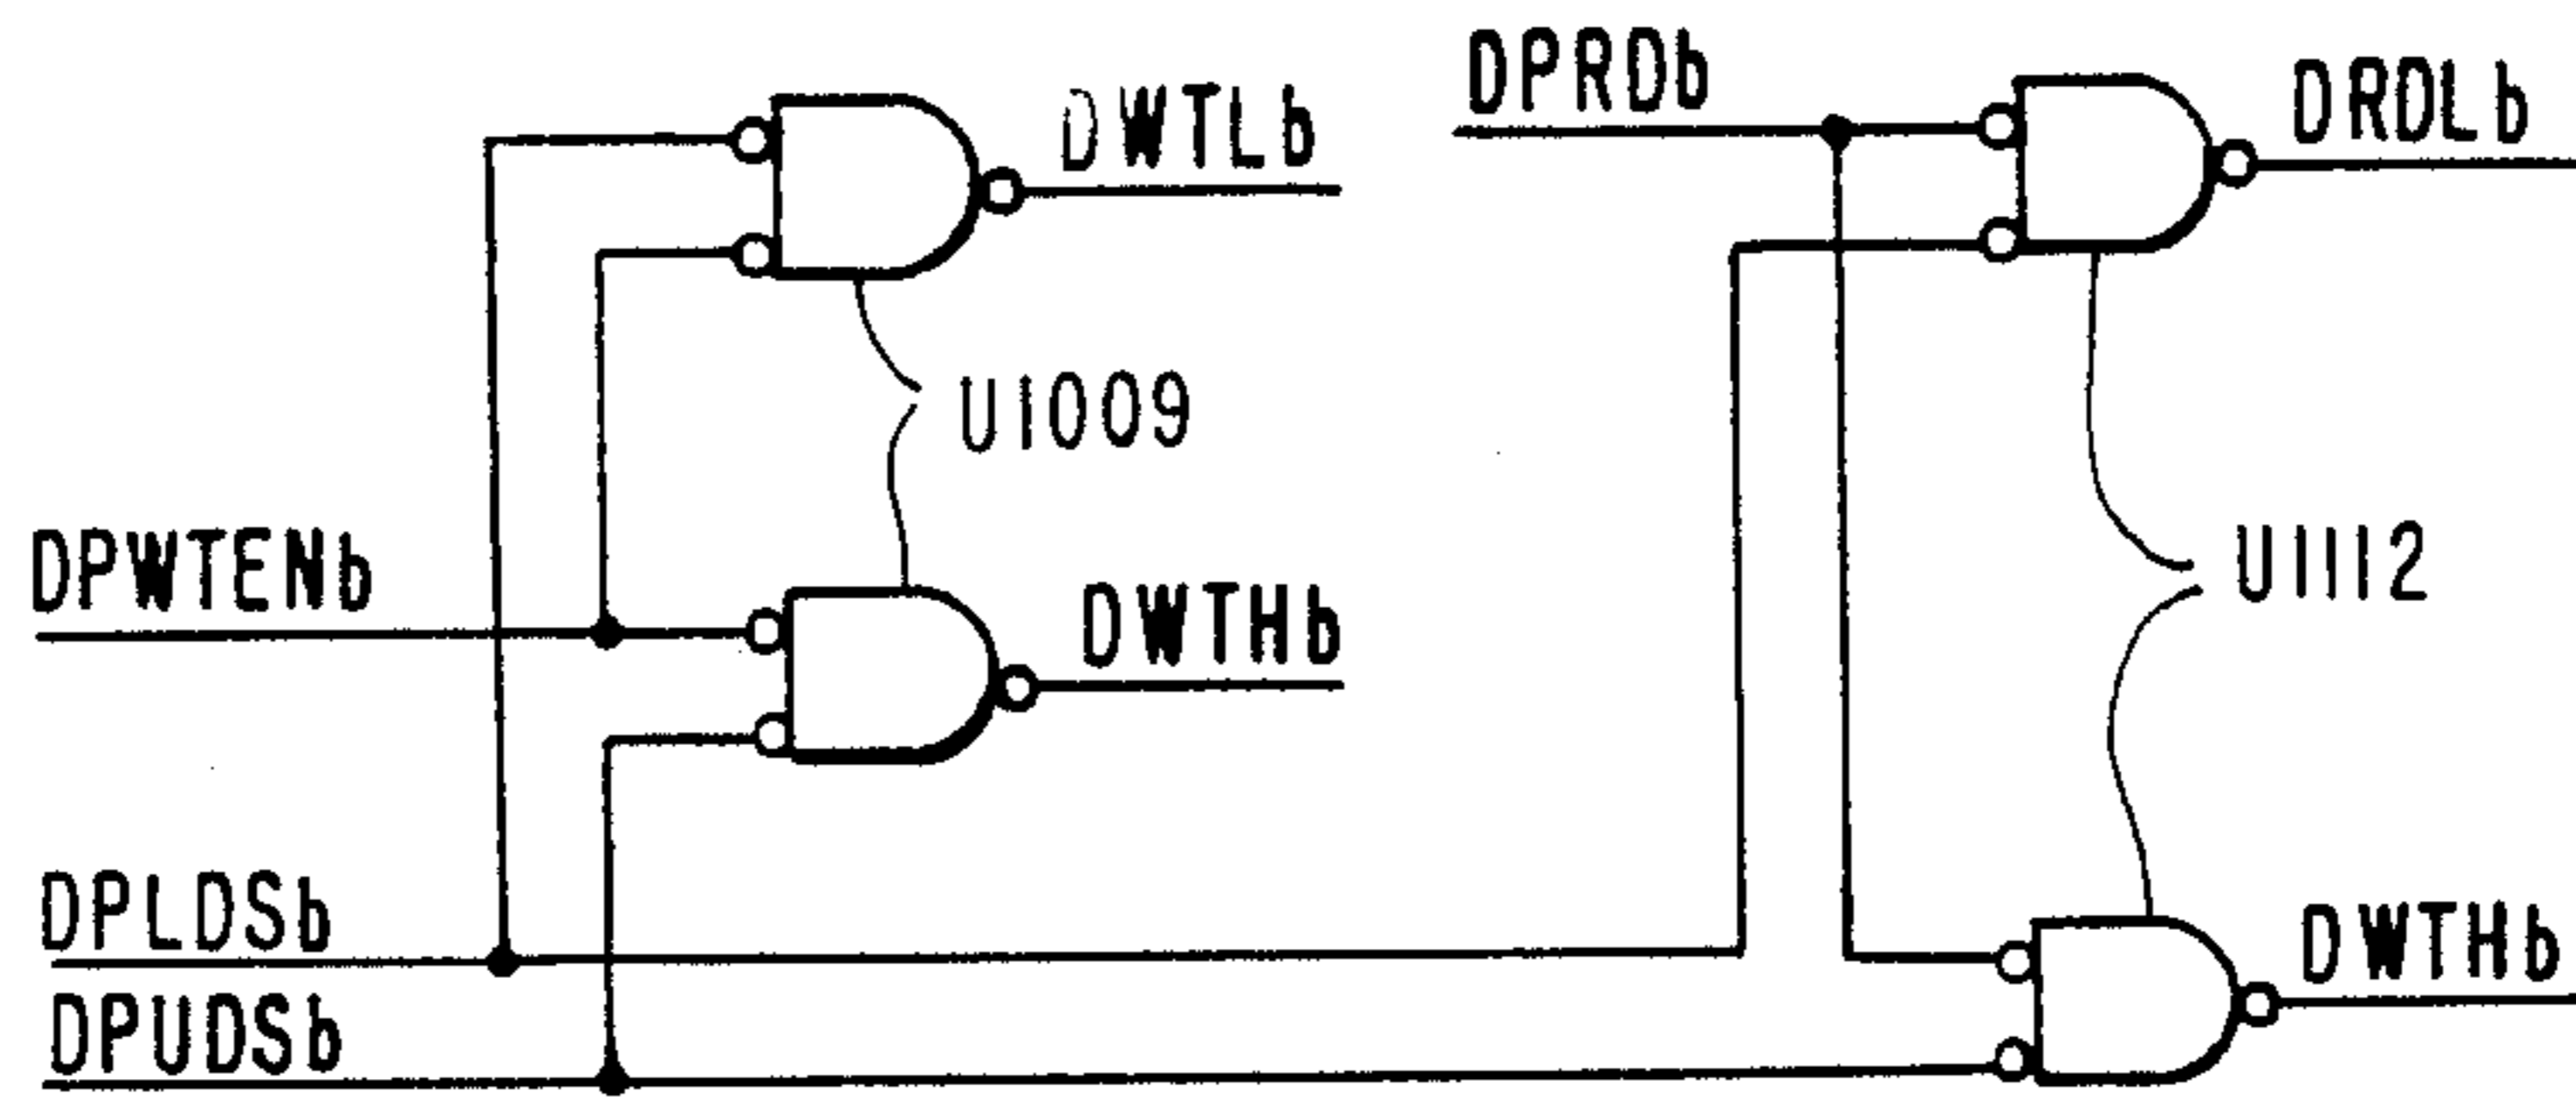 DPRDb
DRDLb
DWTLb
U1009
DPWTENb
DWTHb
U1112
DPLDSb
DWTHb
DPUDSb